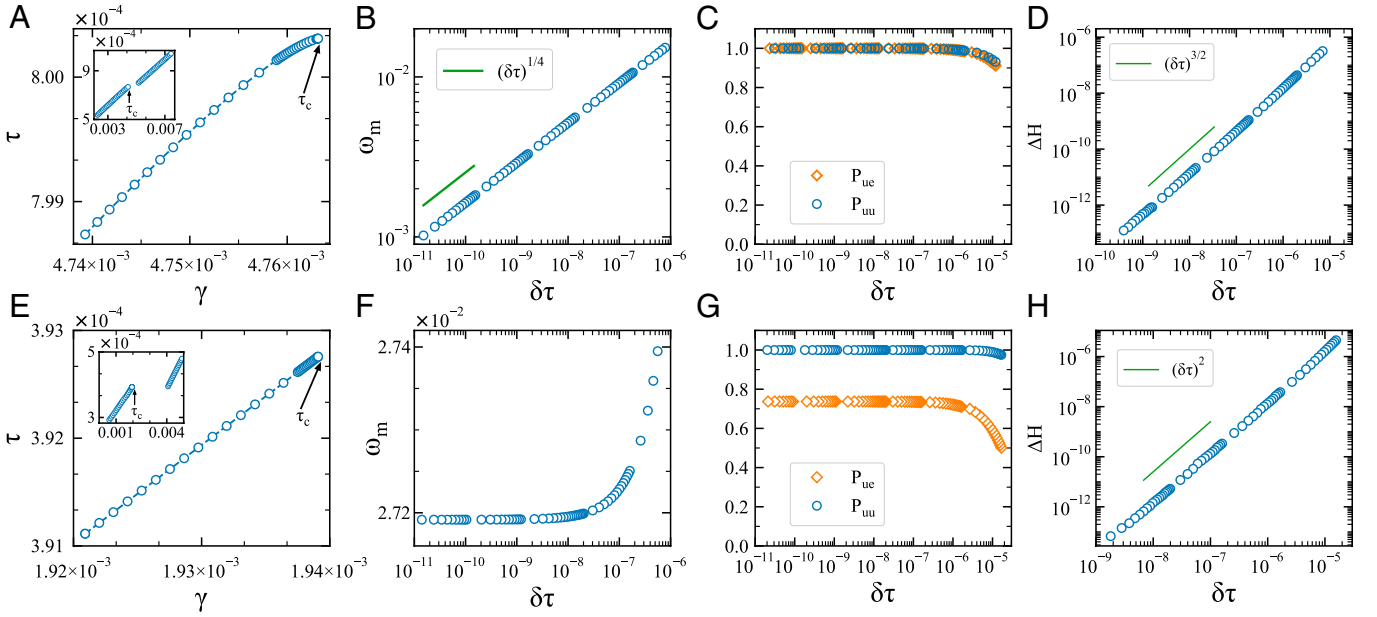 A
×10⁻⁴
8.00
7.99
τ
×10⁻⁴
9
5
0.003
0.007
τc
τc
4.74×10⁻³
4.75×10⁻³
4.76×10⁻³
γ
B
10⁻²
10⁻³
ωm
(δτ)^1/4
10⁻¹¹
10⁻¹⁰
10⁻⁹
10⁻⁸
10⁻⁷
10⁻⁶
δτ
C
1.0
0.8
0.6
0.4
0.2
0.0
Pue
Puu
10⁻¹¹
10⁻¹⁰
10⁻⁹
10⁻⁸
10⁻⁷
10⁻⁶
10⁻⁵
δτ
D
10⁻⁶
10⁻⁸
10⁻¹⁰
10⁻¹²
ΔH
(δτ)^3/2
10⁻¹⁰
10⁻⁹
10⁻⁸
10⁻⁷
10⁻⁶
10⁻⁵
δτ
E
×10⁻⁴
3.93
3.92
3.91
τ
×10⁻⁴
5
3
0.001
0.004
τc
τc
1.92×10⁻³
1.93×10⁻³
1.94×10⁻³
γ
F
×10⁻²
2.74
2.72
ωm
10⁻¹¹
10⁻¹⁰
10⁻⁹
10⁻⁸
10⁻⁷
10⁻⁶
δτ
G
1.0
0.8
0.6
0.4
0.2
0.0
Pue
Puu
10⁻¹¹
10⁻¹⁰
10⁻⁹
10⁻⁸
10⁻⁷
10⁻⁶
10⁻⁵
δτ
H
10⁻⁶
10⁻⁸
10⁻¹⁰
10⁻¹²
ΔH
(δτ)²
10⁻⁹
10⁻⁸
10⁻⁷
10⁻⁶
10⁻⁵
δτ